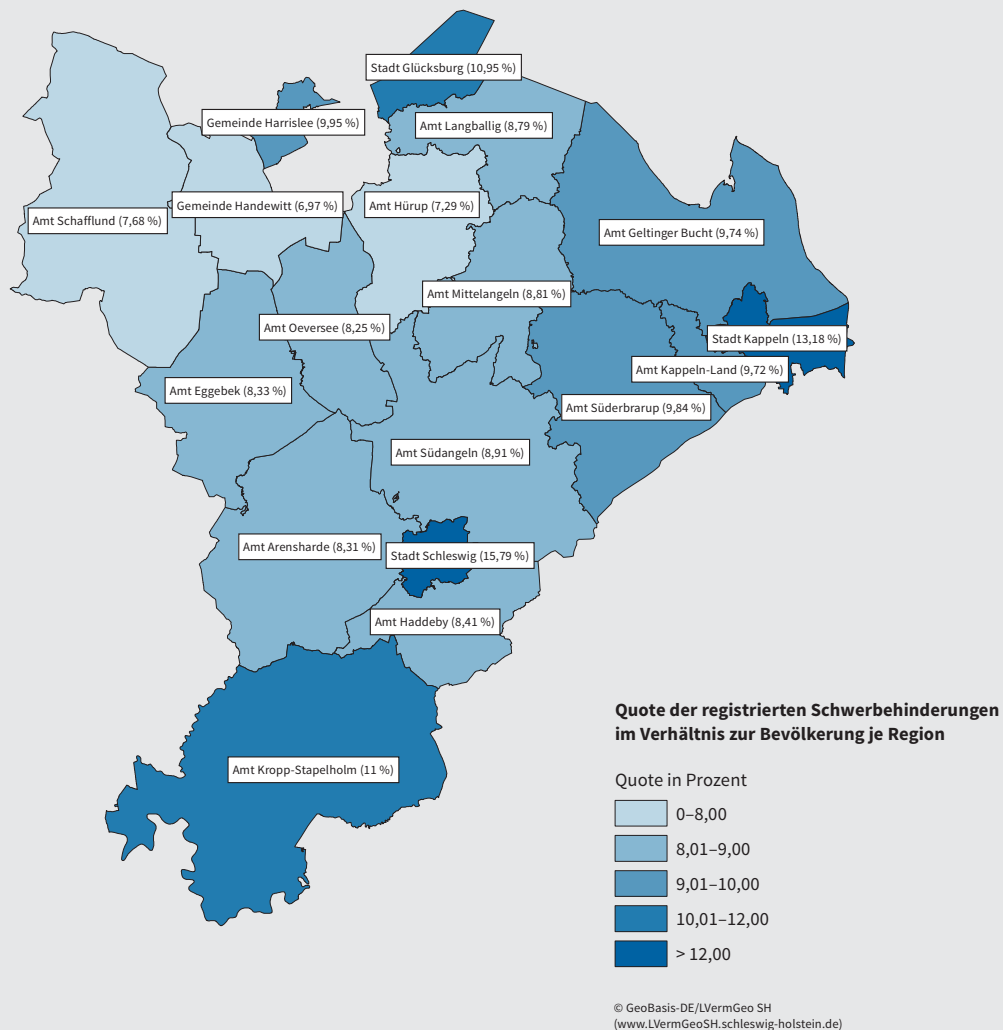 Stadt Glücksburg (10,95 %)
Gemeinde Harrislee (9,95 %)
Amt Langballig (8,79 %)
Amt Schafflund (7,68 %)
Gemeinde Handewitt (6,97 %)
Amt Hürup (7,29 %)
Amt Geltinger Bucht (9,74 %)
Amt Mittelangeln (8,81 %)
Amt Oeversee (8,25 %)
Stadt Kappeln (13,18 %)
Amt Kappeln-Land (9,72 %)
Amt Eggebek (8,33 %)
Amt Süderbrarup (9,84 %)
Amt Südangeln (8,91 %)
Amt Arensharde (8,31 %)
Stadt Schleswig (15,79 %)
Amt Haddeby (8,41 %)
Amt Kropp-Stapelholm (11 %)
Quote der registrierten Schwerbehinderungen
im Verhältnis zur Bevölkerung je Region
Quote in Prozent
0–8,00
8,01–9,00
9,01–10,00
10,01–12,00
> 12,00
© GeoBasis-DE/LVermGeo SH
(www.LVermGeoSH.schleswig-holstein.de)